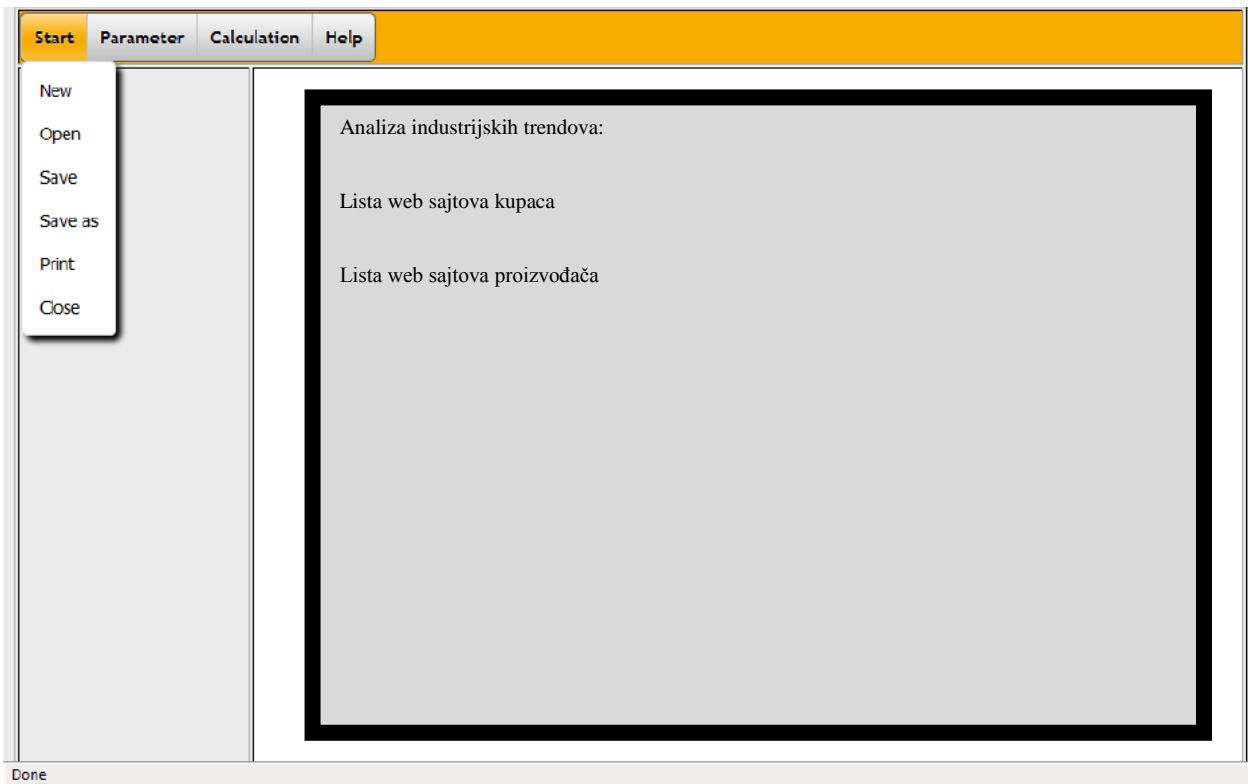 Start Parameter Calculation Help
New
Open
Save
Save as
Print
Close
Analiza industrijskih trendova:
Lista web sajtova kupaca
Lista web sajtova proizvođača
Done